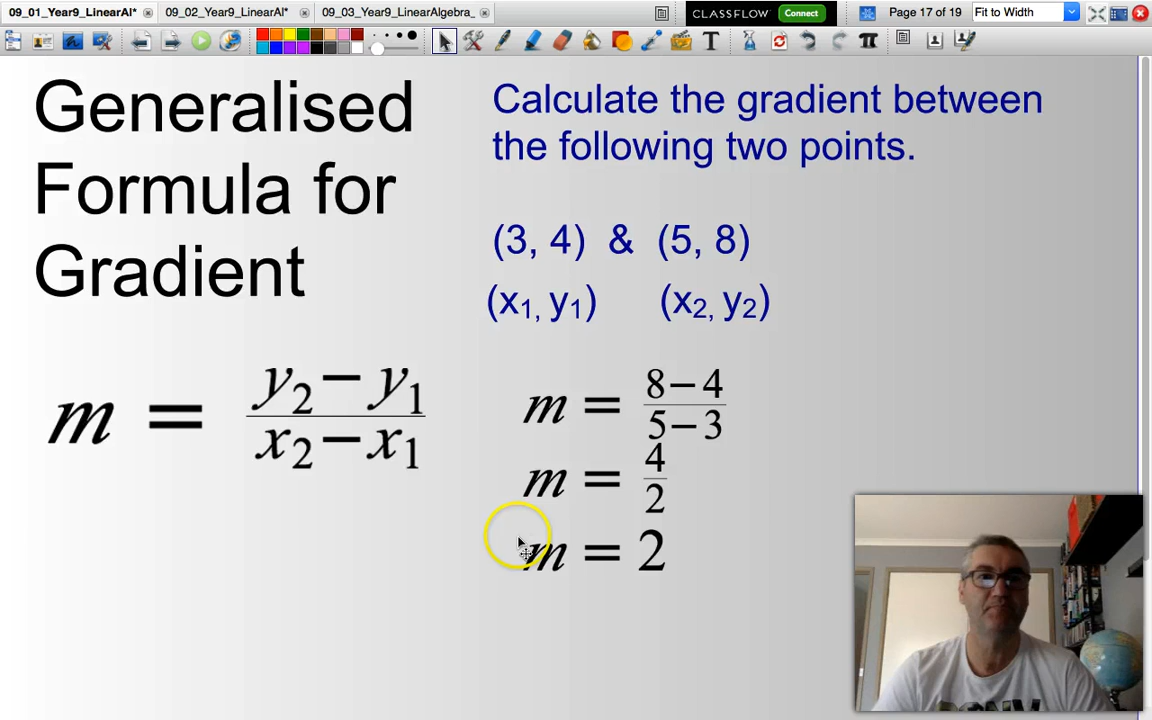 09_01_Year9_LinearAl*
09_02_Year9_LinearAl*
09_03_Year9_LinearAlgebra_
CLASSFLOW Connect
Page 17 of 19
Fit to Width
Generalised
Formula for
Gradient
m = y₂ − y₁ / x₂ − x₁
Calculate the gradient between
the following two points.
(3, 4) & (5, 8)
(x₁, y₁) (x₂, y₂)
m = 8 − 4 / 5 − 3
m = 4 / 2
m = 2